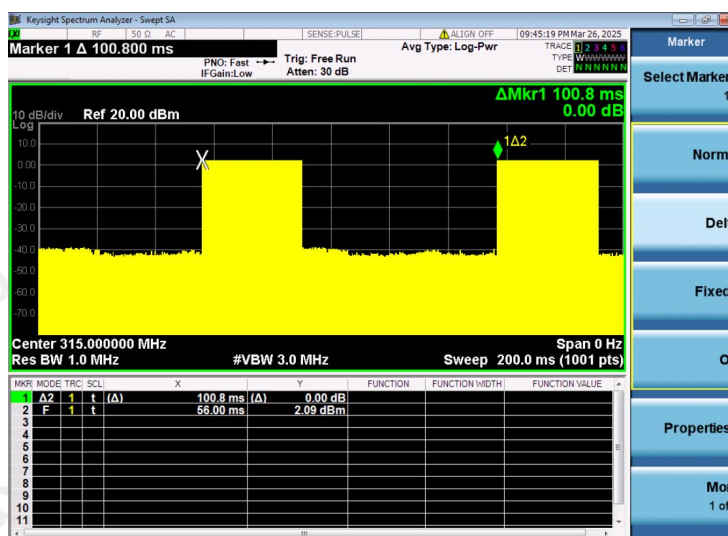 Keysight Spectrum Analyzer - Swept SA
RF 50 Ω AC SENSE:PULSE ALIGN OFF 09:45:19 PM Mar 26, 2025
Marker 1 Δ 100.800 ms
PNO: Fast
IFGain:Low
Trig: Free Run
Atten: 30 dB
Avg Type: Log-Pwr
TRACE 1 2 3 4 5 6
TYPE WWWWWW
DET N N N N N N
ΔMkr1 100.8 ms
0.00 dB
10 dB/div Ref 20.00 dBm
Log
10.0
0.00
-10.0
-20.0
-30.0
-40.0
-50.0
-60.0
-70.0
X
1Δ2
Center 315.000000 MHz Span 0 Hz
Res BW 1.0 MHz #VBW 3.0 MHz Sweep 200.0 ms (1001 pts)
MKR MODE TRC SCL X Y FUNCTION FUNCTION WIDTH FUNCTION VALUE
1 Δ2 1 t (Δ) 100.8 ms (Δ) 0.00 dB
2 F 1 t 56.00 ms 2.09 dBm
3
4
5
6
7
8
9
10
11
Marker
Select Marker
1
Norm
Del
Fixed
O
Properties
Mo
1 of